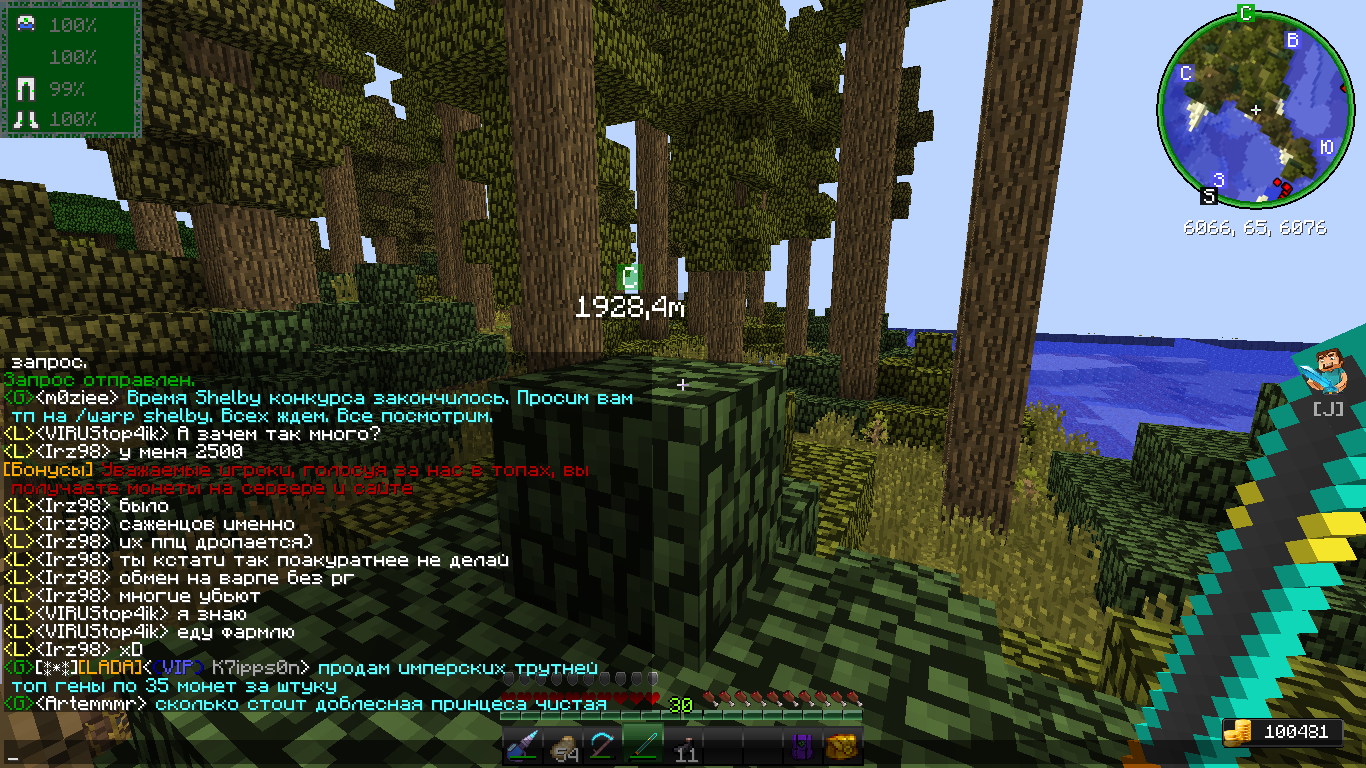 100%
100%
99%
100%
С
В
С
Ю
З
S
6066, 65, 6076
С
1928,4m
[J]
запрос.
Запрос отправлен.
<G><m0ziee> Время Shelby конкурса закончилось. Просим вам
тп на /warp shelby. Всех ждем. Все посмотрим.
<L><VIRUStop4ik> А зачем так много?
<L><Irz98> у меня 2500
[Бонусы] Уважаемые игроки, голосуя за нас в топах, вы
получаете монеты на сервере и сайте
<L><Irz98> было
<L><Irz98> саженцов именно
<L><Irz98> их ппц дропается)
<L><Irz98> ты кстати так поакуратнее не делай
<L><Irz98> обмен на варпе без рг
<L><Irz98> многие убьют
<L><VIRUStop4ik> я знаю
<L><VIRUStop4ik> еду фармлю
<L><Irz98> xD
<G>[**][LADA]<(VIP) K7ipps0n> продам имперских трутней
топ гены по 35 монет за штуку
<G><Artemmmr> сколько стоит доблесная принцеса чистая
30
54
11
100481